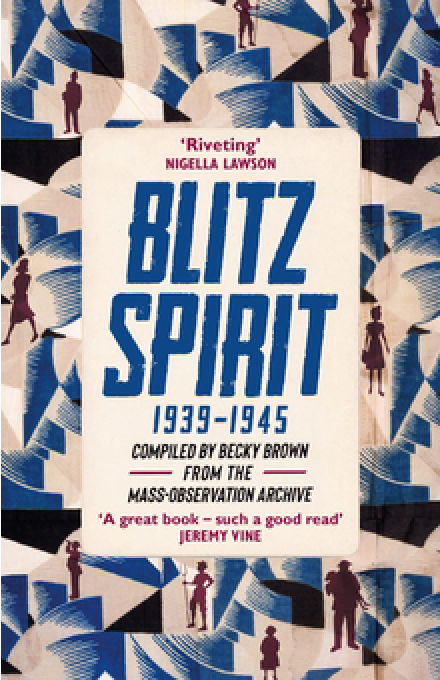 ‘Riveting’
NIGELLA LAWSON
BLITZ
SPIRIT
1939–1945
COMPILED BY BECKY BROWN
FROM THE
MASS-OBSERVATION ARCHIVE
‘A great book – such a good read’
JEREMY VINE